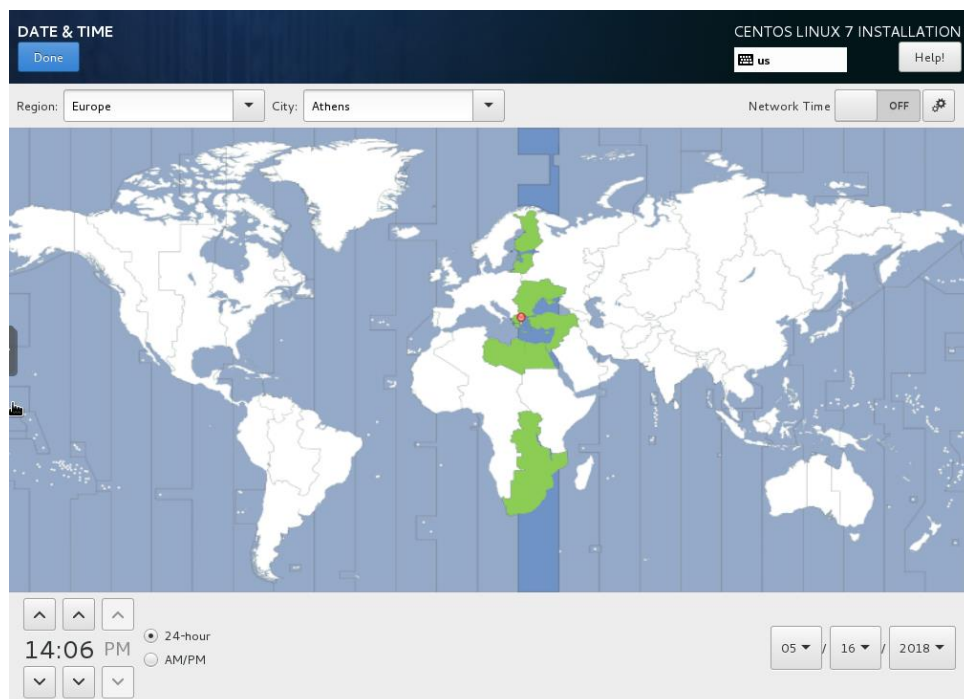 DATE & TIME
CENTOS LINUX 7 INSTALLATION
Done
us
Help!
Region: Europe City: Athens Network Time OFF
14:06 PM
24-hour
AM/PM
05 / 16 / 2018